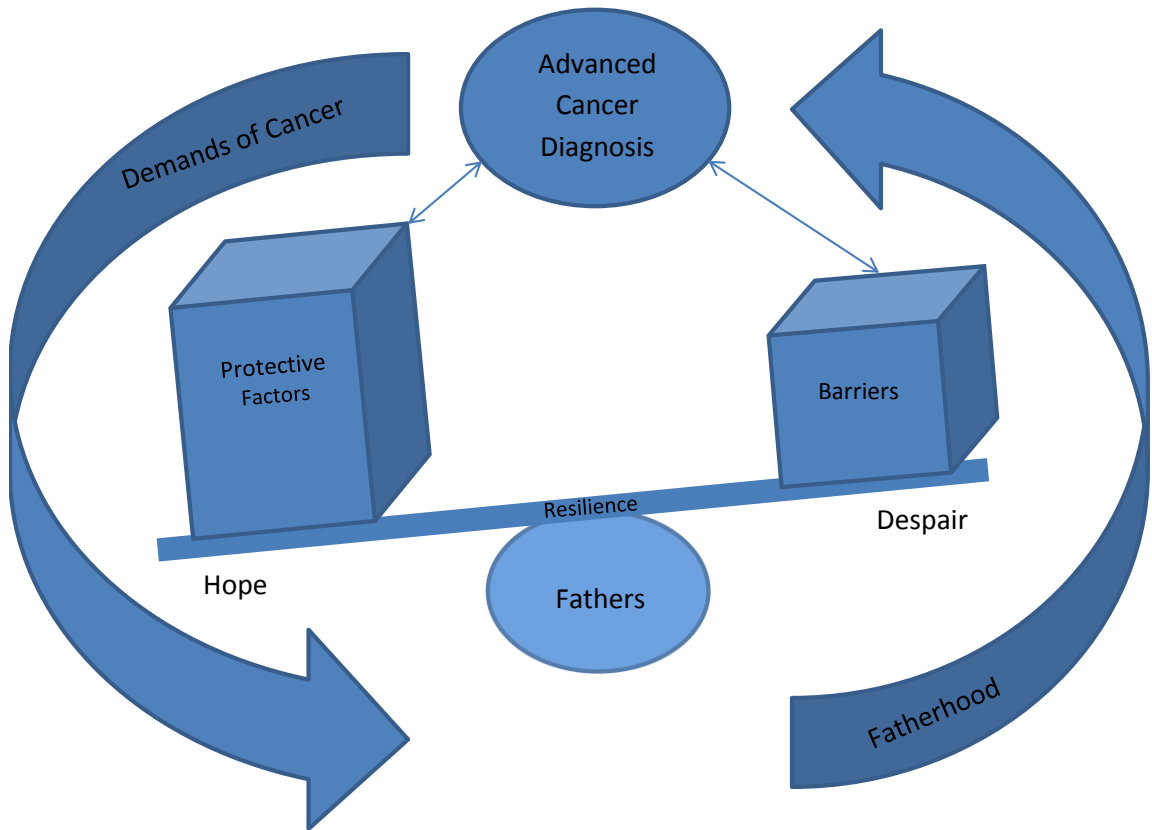 Advanced
Cancer
Diagnosis
Demands of Cancer
Protective
Factors
Barriers
Resilience
Despair
Hope
Fathers
Fatherhood